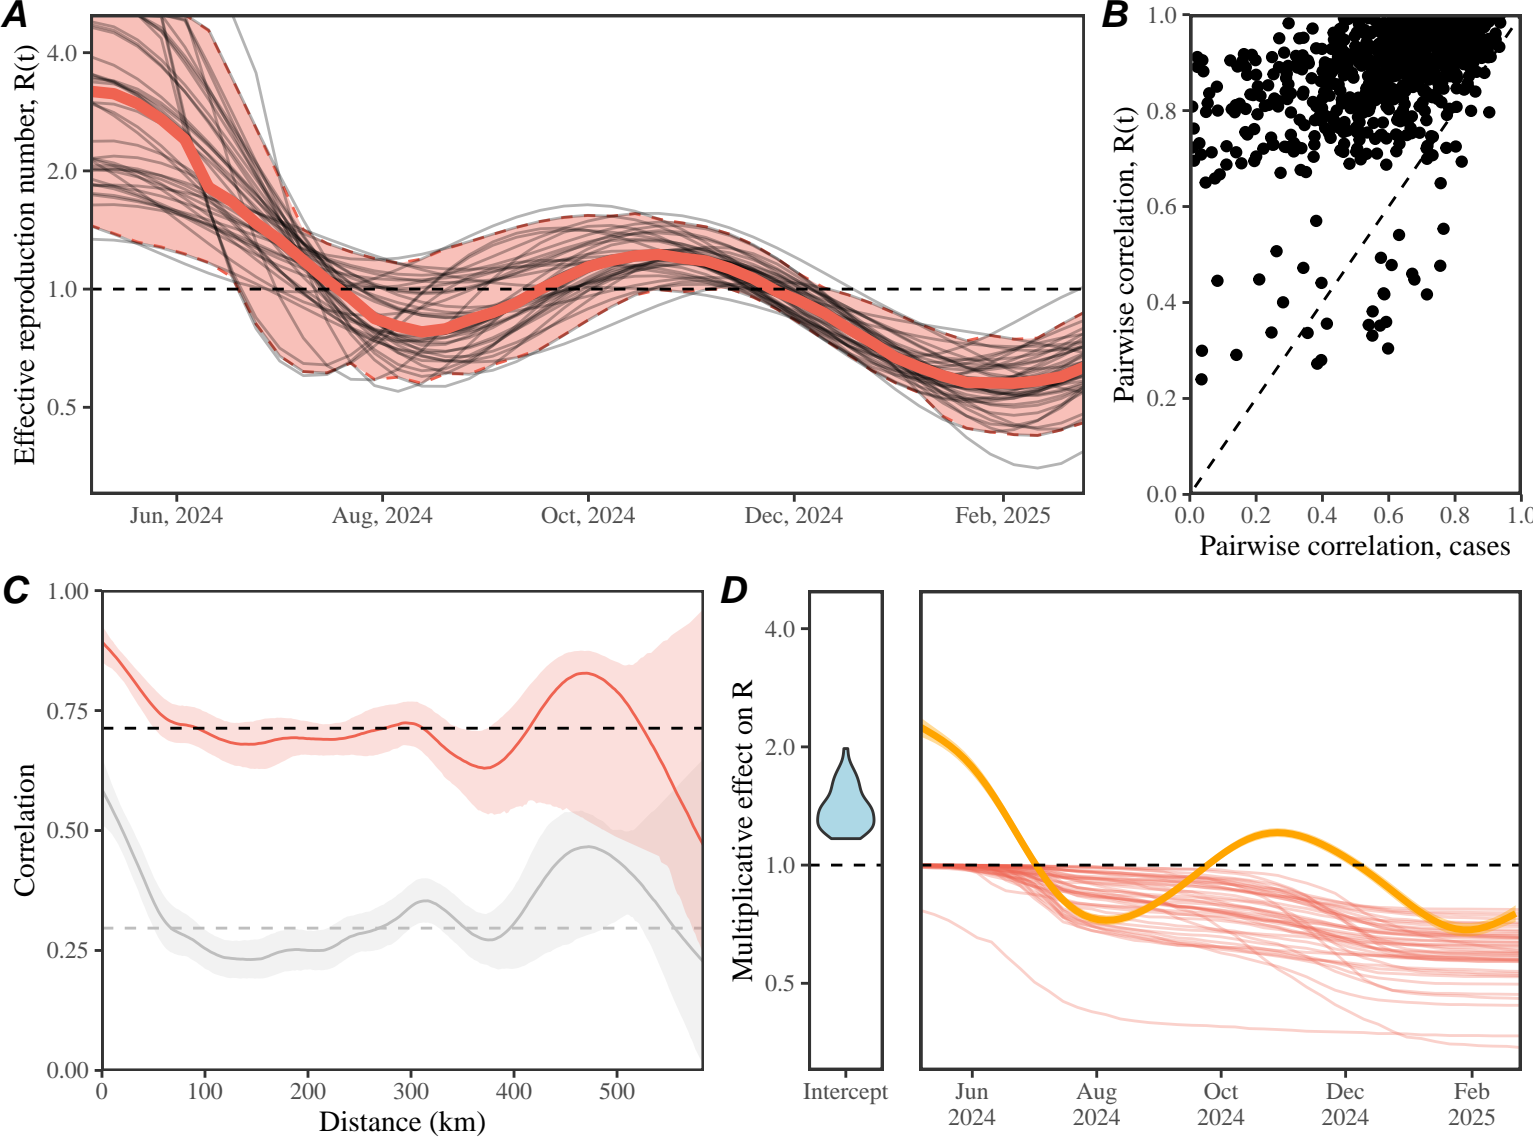 A
Effective reproduction number, R(t)
4.0
2.0
1.0
0.5
Jun, 2024
Aug, 2024
Oct, 2024
Dec, 2024
Feb, 2025
B
Pairwise correlation, R(t)
1.0
0.8
0.6
0.4
0.2
0.0
0.0
0.2
0.4
0.6
0.8
1.0
Pairwise correlation, cases
C
Correlation
1.00
0.75
0.50
0.25
0.00
0
100
200
300
400
500
Distance (km)
D
Multiplicative effect on R
4.0
2.0
1.0
0.5
Intercept
Jun
2024
Aug
2024
Oct
2024
Dec
2024
Feb
2025